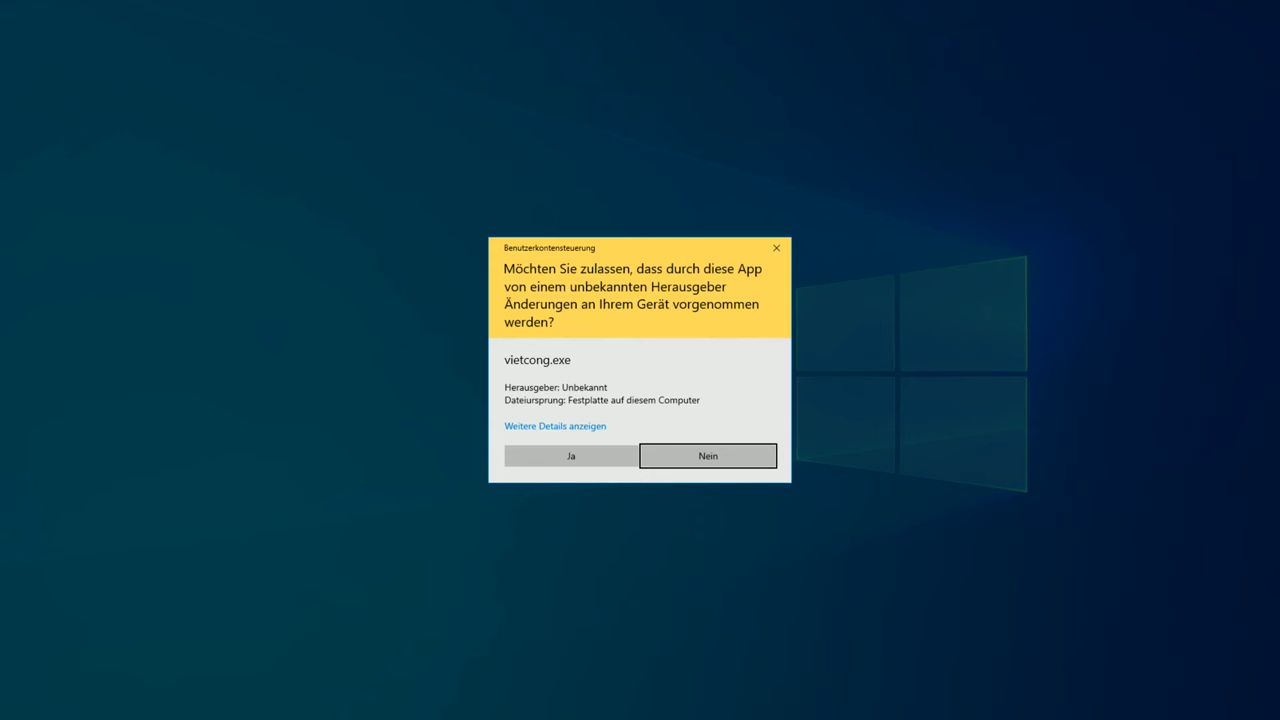 Benutzerkontensteuerung
Möchten Sie zulassen, dass durch diese App
von einem unbekannten Herausgeber
Änderungen an Ihrem Gerät vorgenommen
werden?
vietcong.exe
Herausgeber: Unbekannt
Dateiursprung: Festplatte auf diesem Computer
Weitere Details anzeigen
Ja
Nein